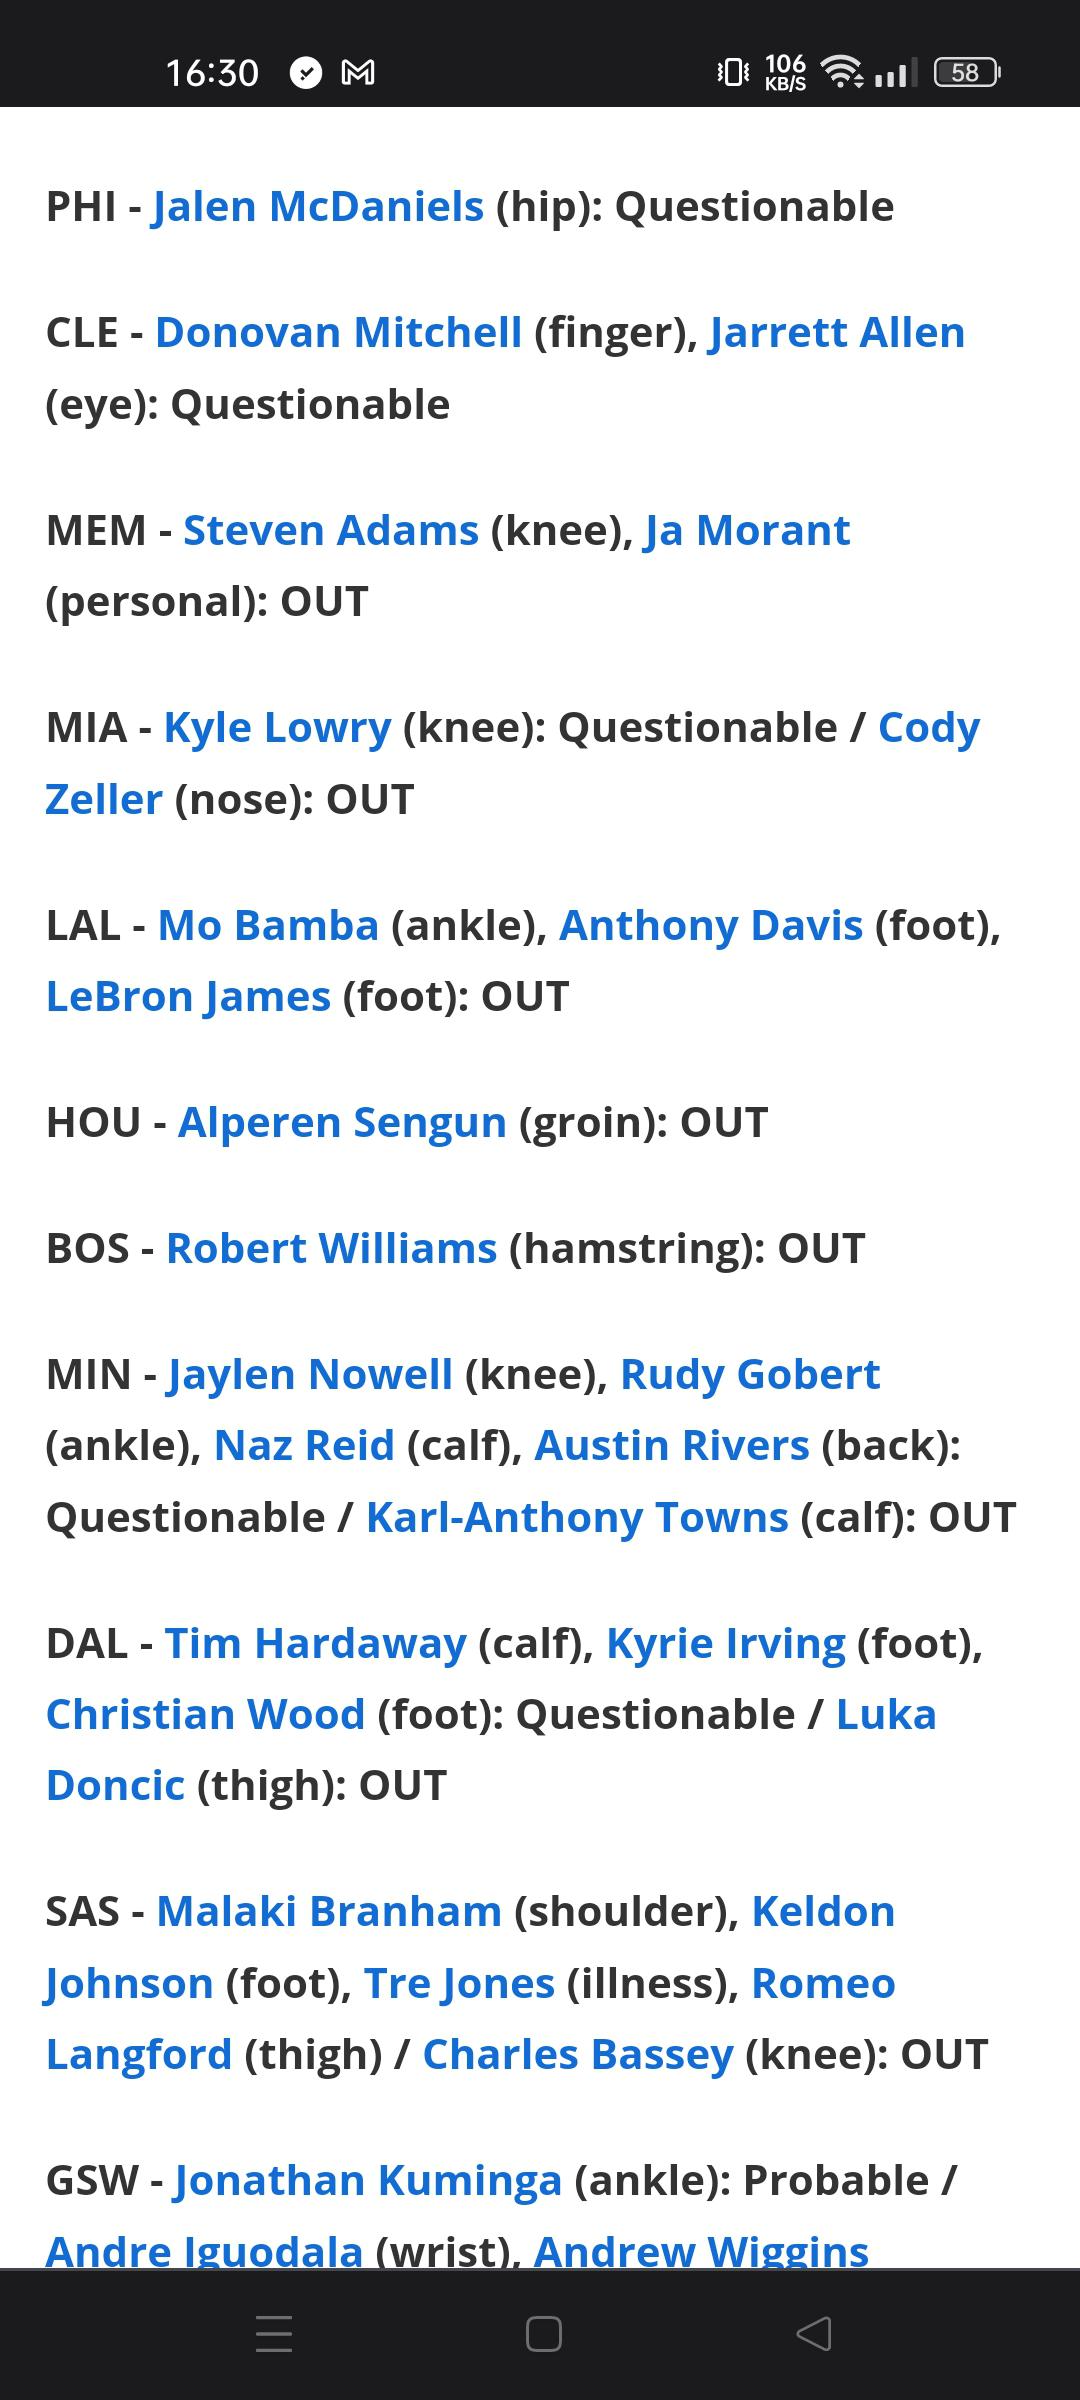 16:30
106
KB/S
58
PHI - Jalen McDaniels (hip): Questionable
CLE - Donovan Mitchell (finger), Jarrett Allen
(eye): Questionable
MEM - Steven Adams (knee), Ja Morant
(personal): OUT
MIA - Kyle Lowry (knee): Questionable / Cody
Zeller (nose): OUT
LAL - Mo Bamba (ankle), Anthony Davis (foot),
LeBron James (foot): OUT
HOU - Alperen Sengun (groin): OUT
BOS - Robert Williams (hamstring): OUT
MIN - Jaylen Nowell (knee), Rudy Gobert
(ankle), Naz Reid (calf), Austin Rivers (back):
Questionable / Karl-Anthony Towns (calf): OUT
DAL - Tim Hardaway (calf), Kyrie Irving (foot),
Christian Wood (foot): Questionable / Luka
Doncic (thigh): OUT
SAS - Malaki Branham (shoulder), Keldon
Johnson (foot), Tre Jones (illness), Romeo
Langford (thigh) / Charles Bassey (knee): OUT
GSW - Jonathan Kuminga (ankle): Probable /
Andre Iguodala (wrist), Andrew Wiggins